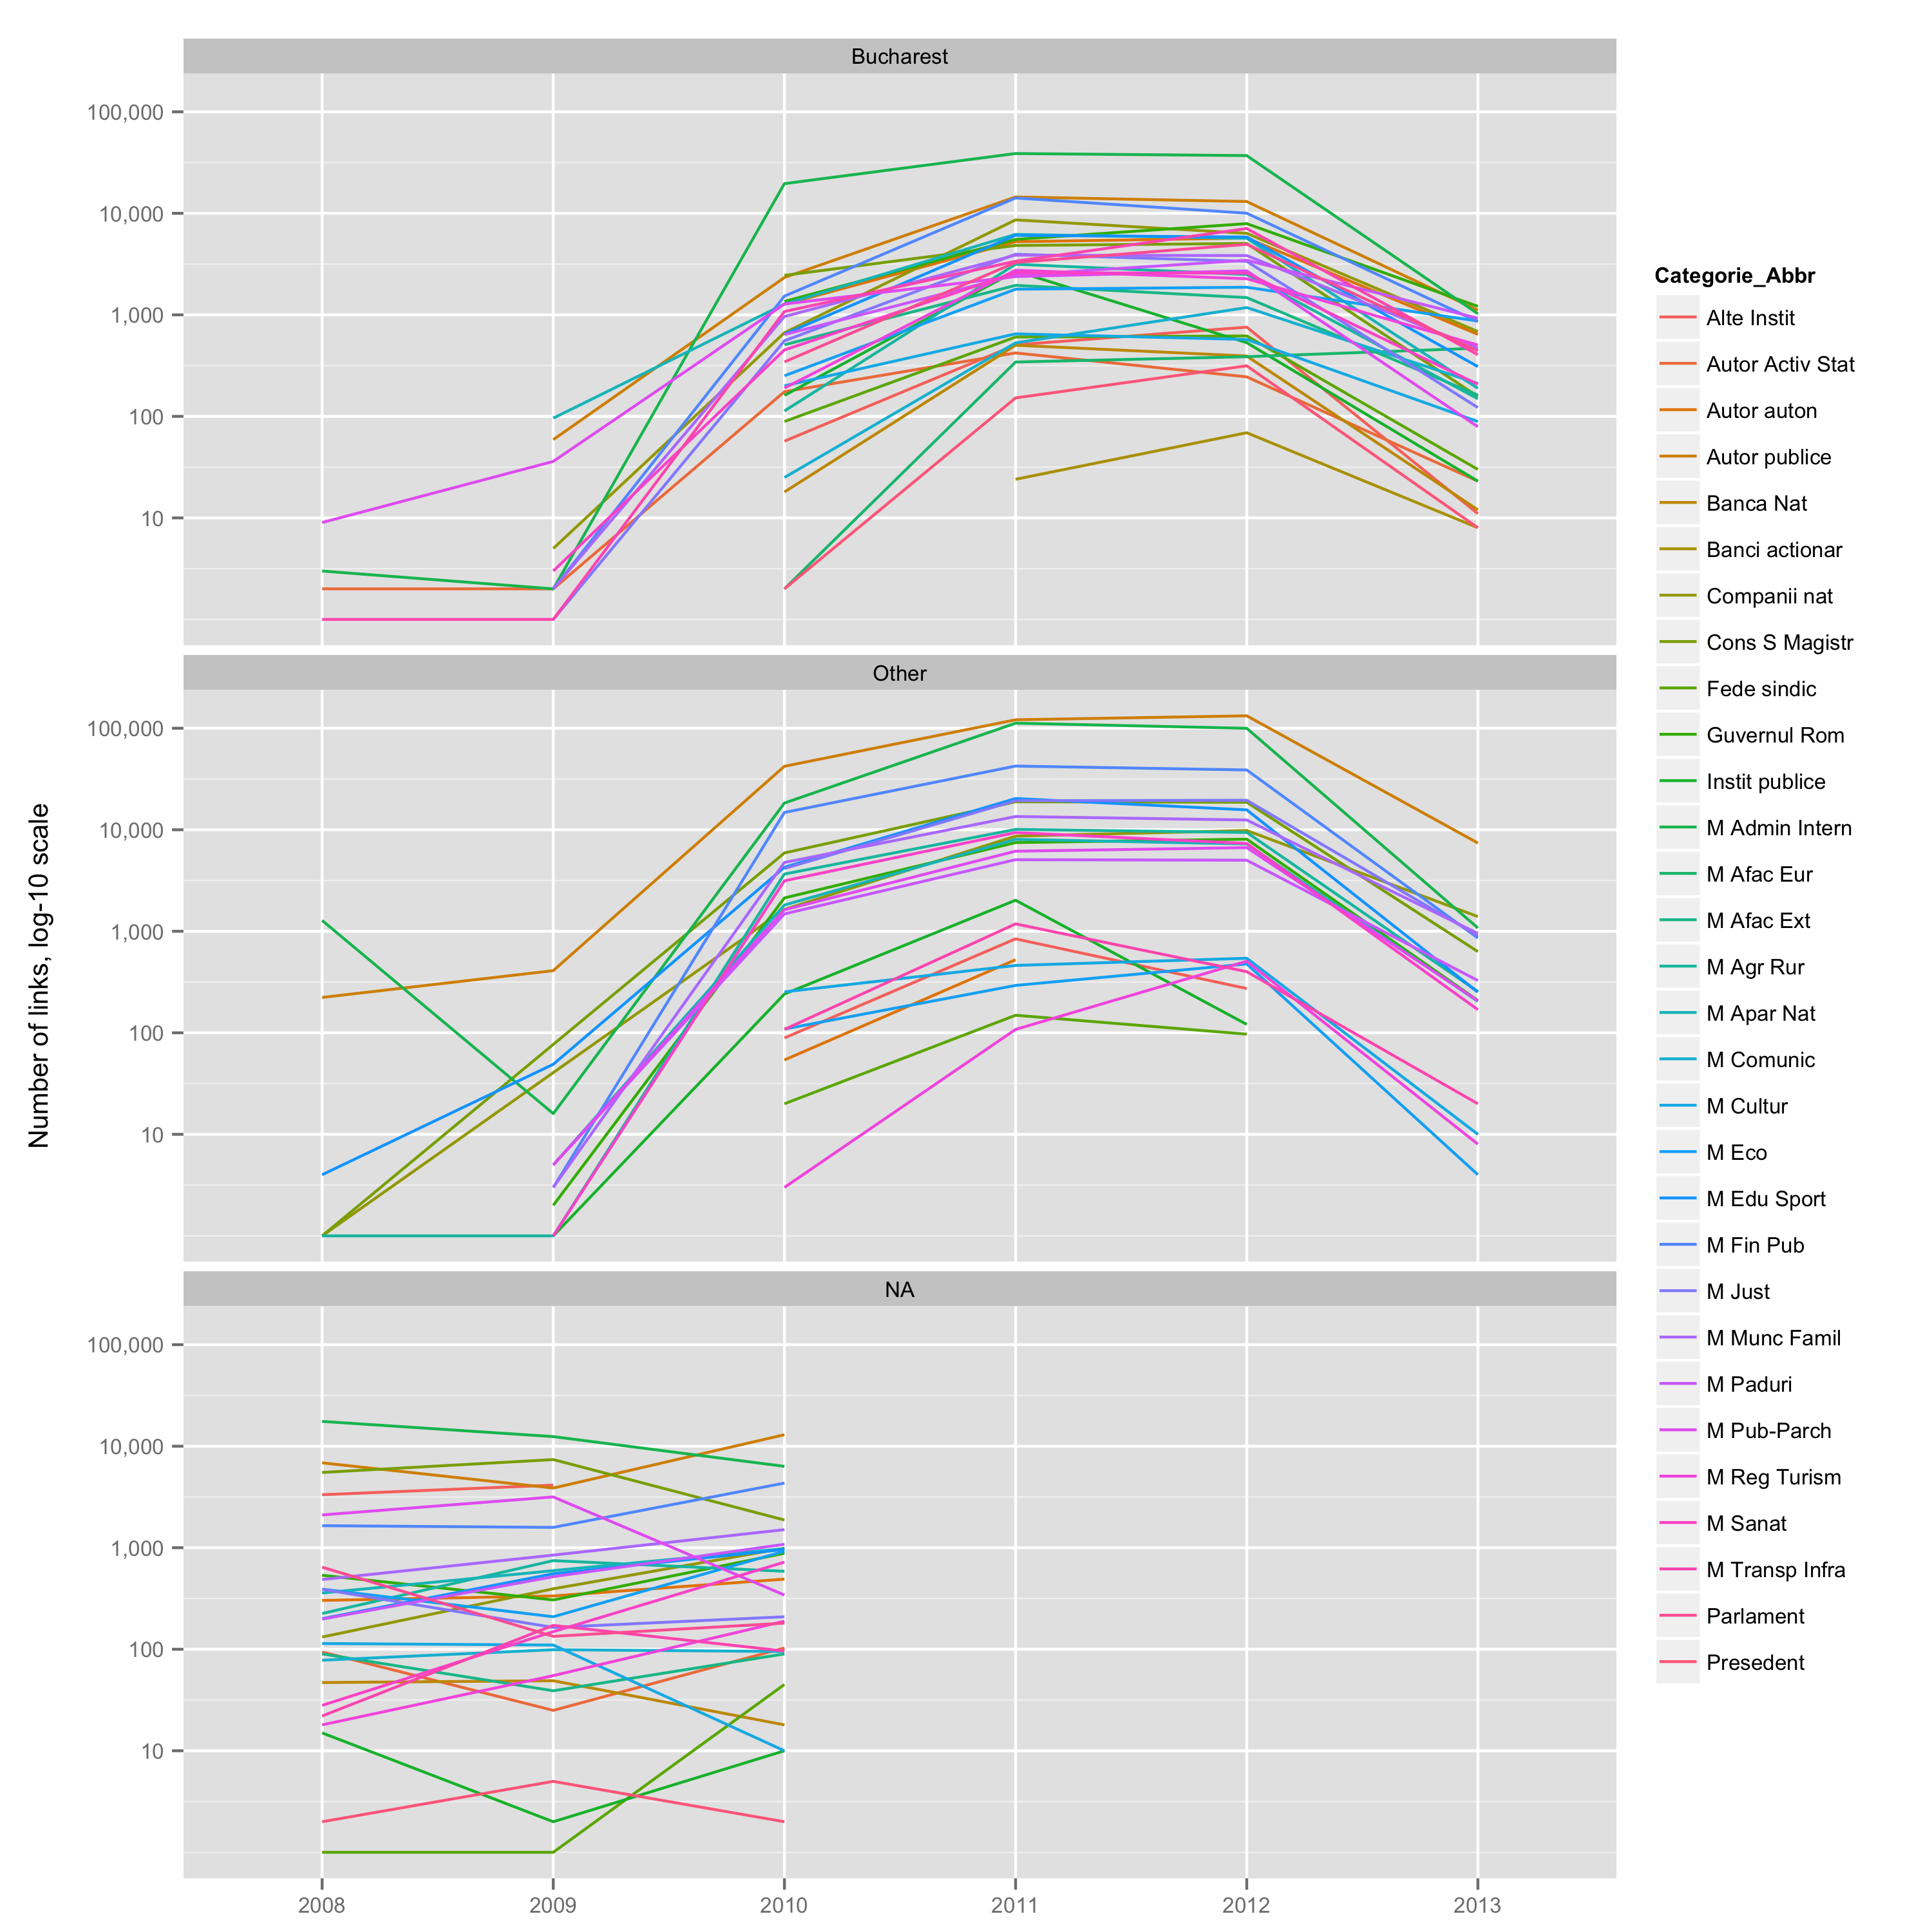 Bucharest
100,000
10,000
1,000
100
10
Other
100,000
10,000
1,000
100
10
NA
100,000
10,000
1,000
100
10
2008 2009 2010 2011 2012 2013
Number of links, log-10 scale
Categorie_Abbr
Alte Instit
Autor Activ Stat
Autor auton
Autor publice
Banca Nat
Banci actionar
Companii nat
Cons S Magistr
Fede sindic
Guvernul Rom
Instit publice
M Admin Intern
M Afac Eur
M Afac Ext
M Agr Rur
M Apar Nat
M Comunic
M Cultur
M Eco
M Edu Sport
M Fin Pub
M Just
M Munc Famil
M Paduri
M Pub-Parch
M Reg Turism
M Sanat
M Transp Infra
Parlament
Presedent